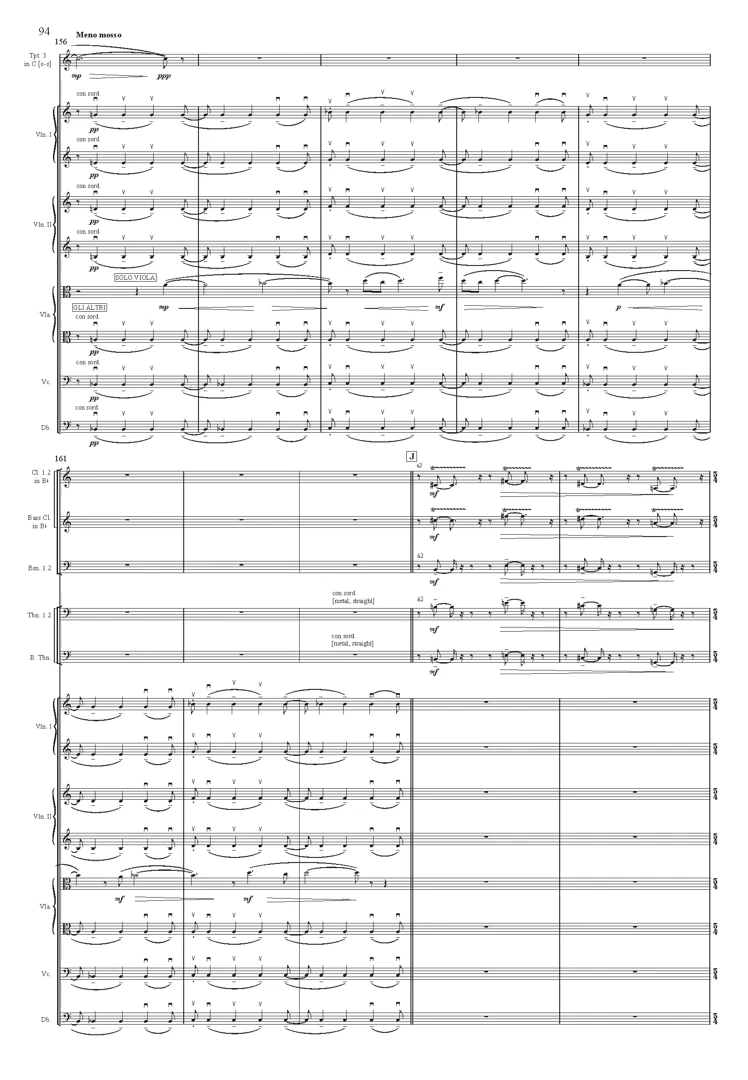 94
Meno mosso
156
Tpt. 3
in C [o-s]
mp
ppp
con sord.
pp
Vln. I
con sord.
pp
con sord.
pp
Vln. II
con sord.
pp
SOLO VIOLA
mp
mf
p
GLI ALTRI
Vla.
con sord.
pp
con sord.
Vc.
pp
con sord.
Db.
pp
161
J
Cl. 1.2
in B♭
a2
mf
Bass Cl.
in B♭
mf
Bsn. 1.2
a2
mf
con sord.
[metal, straight]
Tbn. 1.2
a2
mf
con sord.
[metal, straight]
B. Tbn.
mf
Vln. I
Vln. II
mf
mf
Vla.
Vc.
Db.